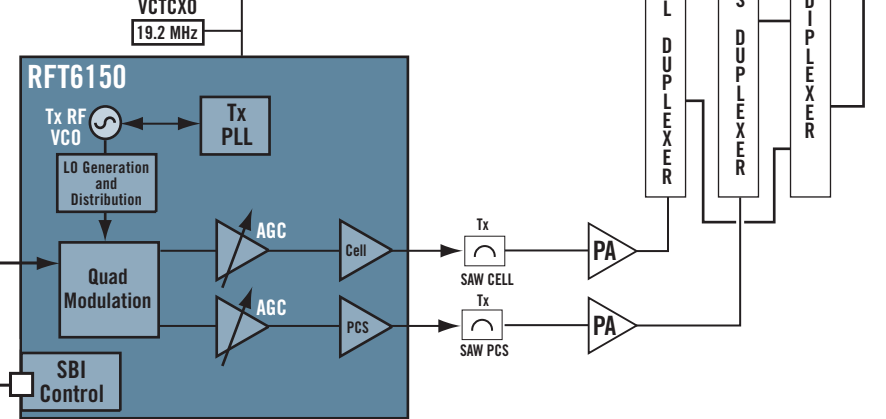 VCTCXO
19.2 MHz
RFT6150
Tx RF
VCO
Tx
PLL
LO Generation
and
Distribution
AGC
Cell
Quad
Modulation
AGC
PCS
SBI
Control
Tx
SAW CELL
Tx
SAW PCS
PA
PA
L DUPLEXER
S DUPLEXER
DIPLEXER